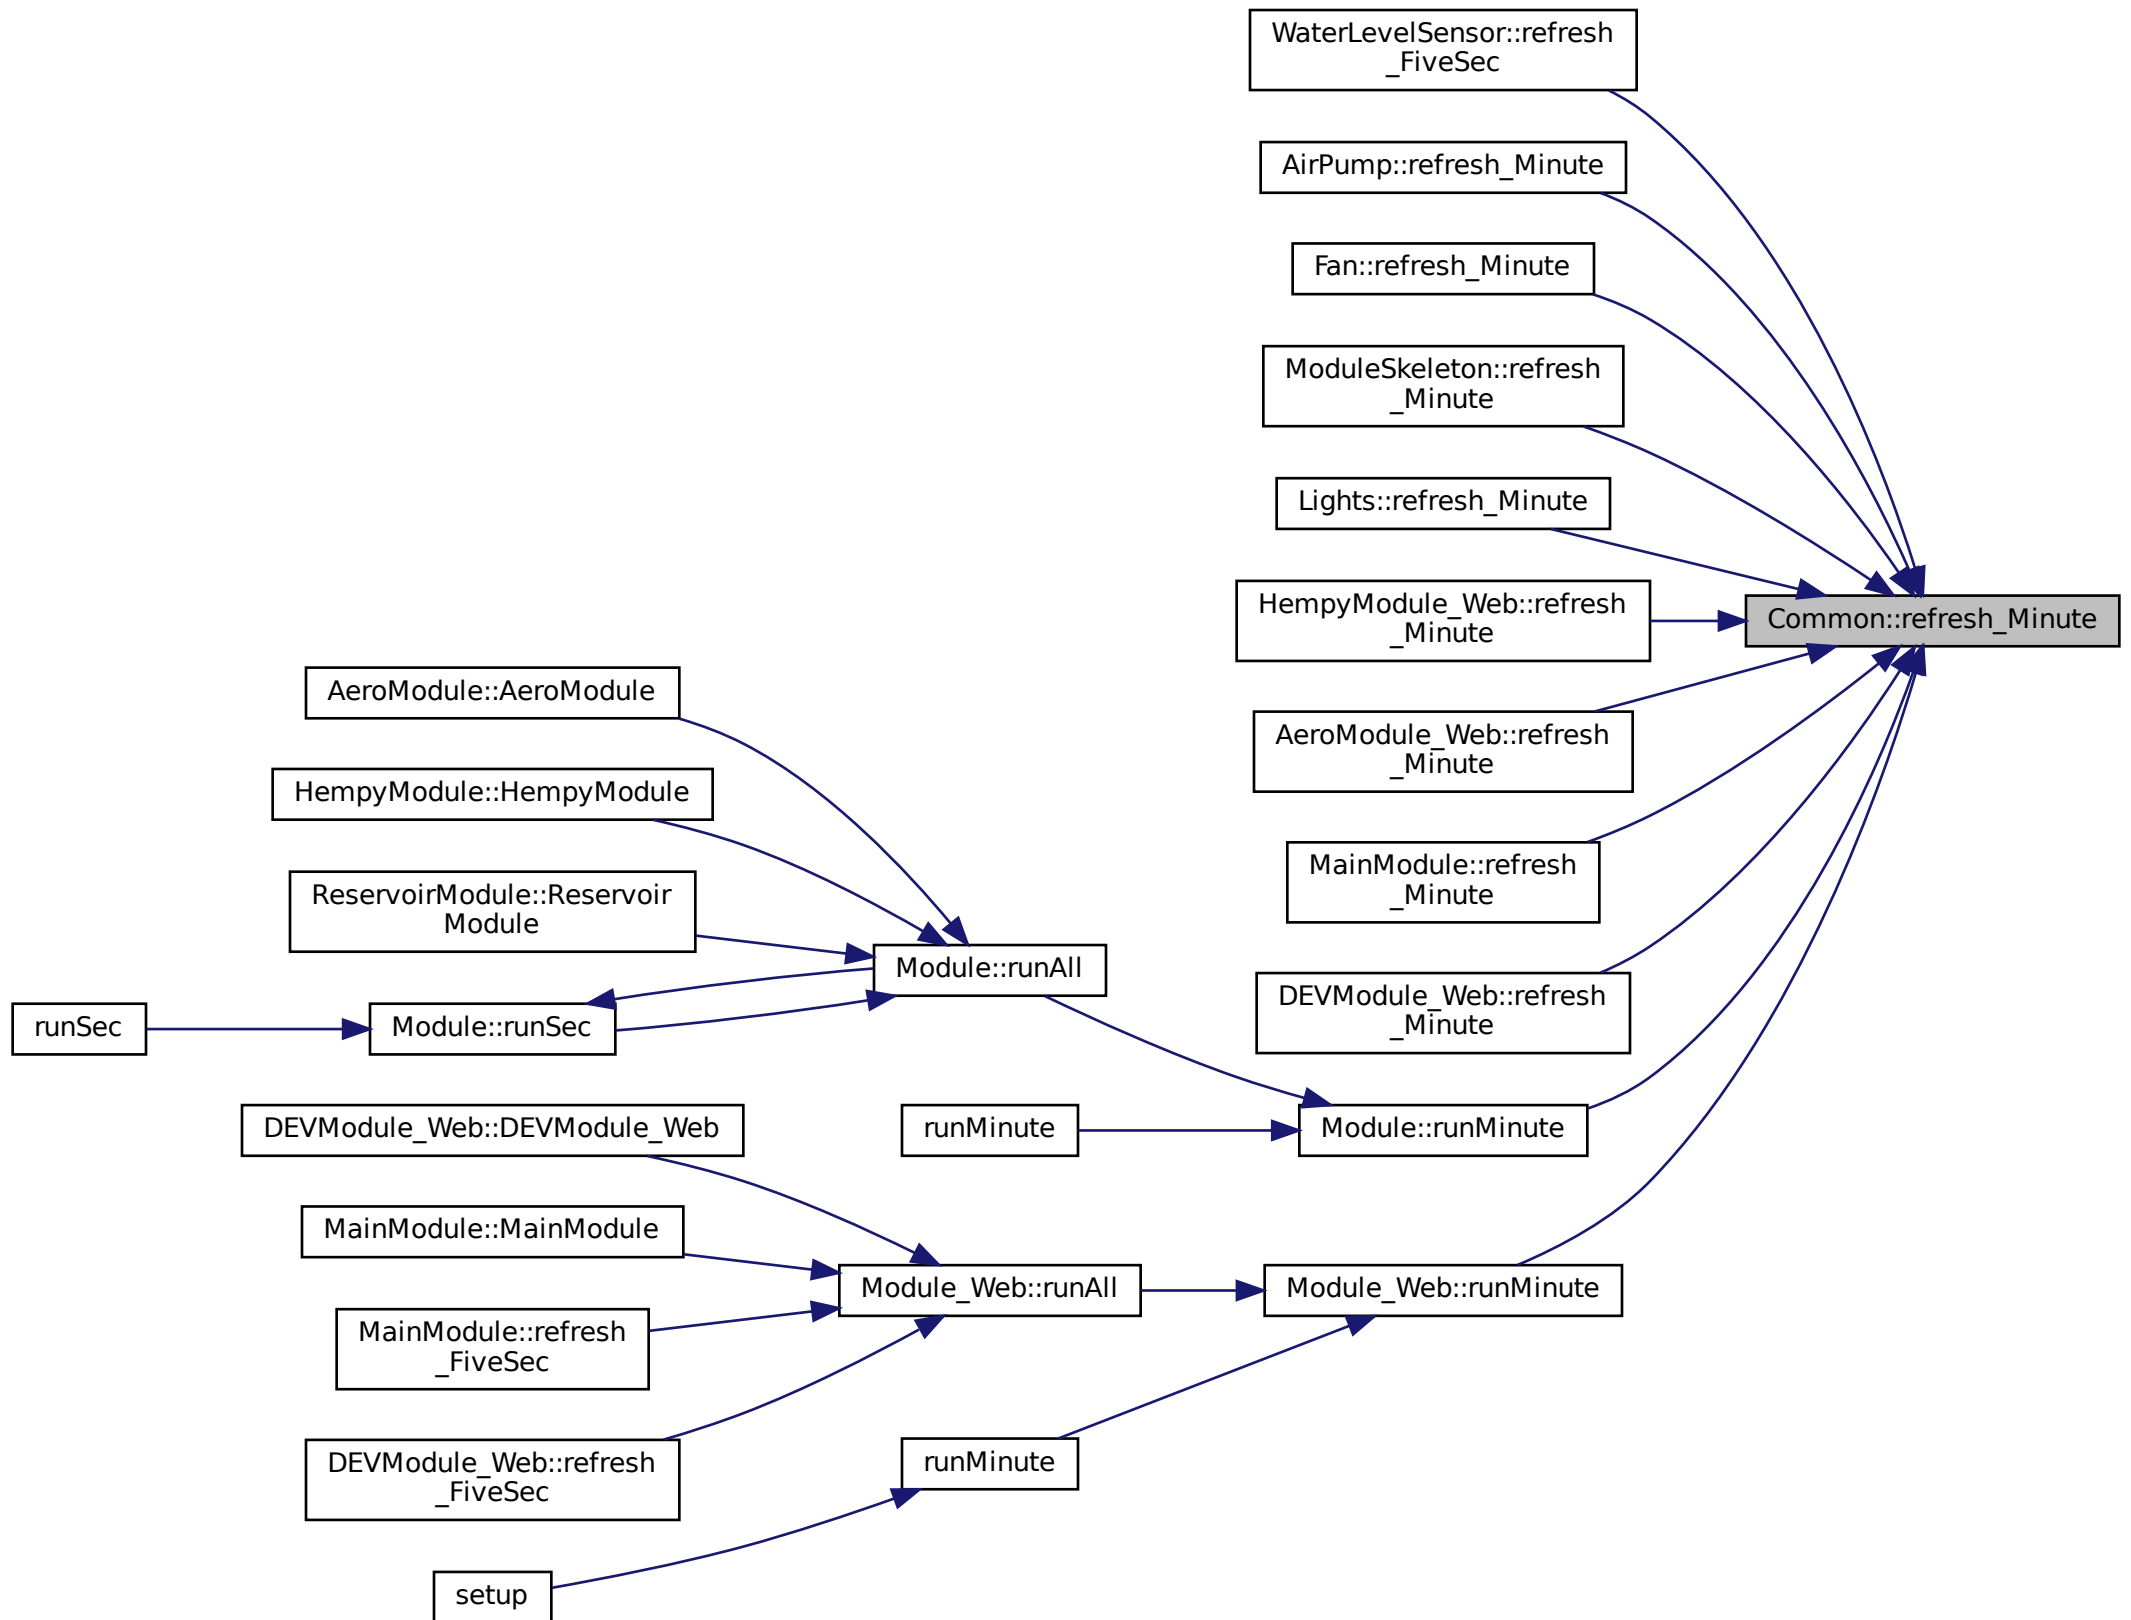 WaterLevelSensor::refresh
_FiveSec
AirPump::refresh_Minute
Fan::refresh_Minute
ModuleSkeleton::refresh
_Minute
Lights::refresh_Minute
HempyModule_Web::refresh
_Minute
Common::refresh_Minute
AeroModule::AeroModule
AeroModule_Web::refresh
_Minute
HempyModule::HempyModule
MainModule::refresh
_Minute
ReservoirModule::Reservoir
Module
Module::runAll
DEVModule_Web::refresh
_Minute
runSec
Module::runSec
DEVModule_Web::DEVModule_Web
runMinute
Module::runMinute
MainModule::MainModule
Module_Web::runAll
Module_Web::runMinute
MainModule::refresh
_FiveSec
DEVModule_Web::refresh
_FiveSec
runMinute
setup